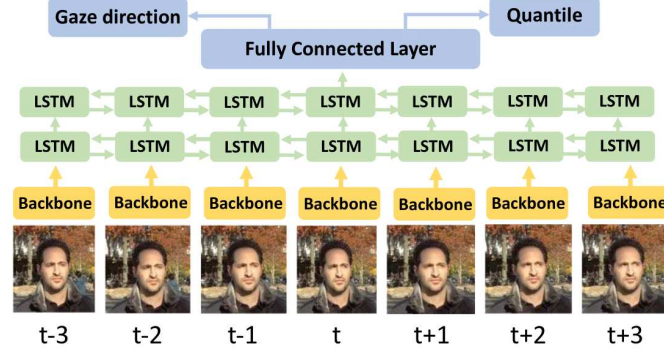 Gaze direction Quantile
Fully Connected Layer
LSTM LSTM LSTM LSTM LSTM LSTM LSTM
LSTM LSTM LSTM LSTM LSTM LSTM LSTM
Backbone Backbone Backbone Backbone Backbone Backbone Backbone
t-3 t-2 t-1 t t+1 t+2 t+3